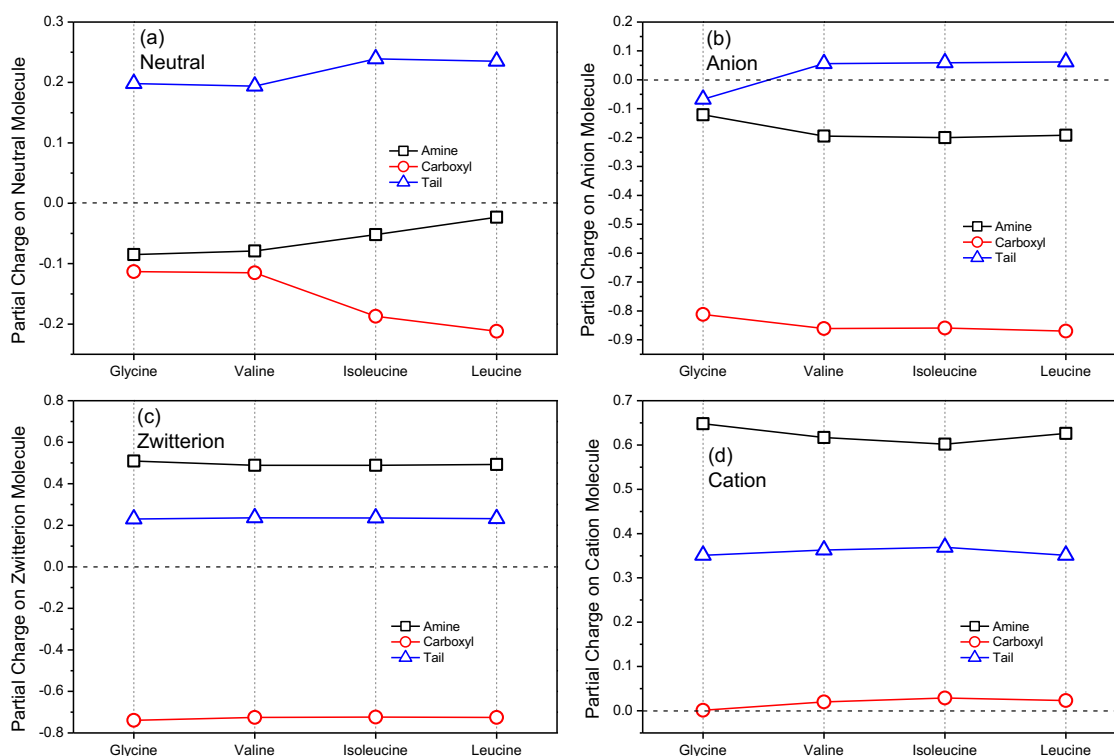 (a)
Neutral
Partial Charge on Neutral Molecule
0.3
0.2
0.1
0.0
-0.1
-0.2
Amine
Carboxyl
Tail
Glycine Valine Isoleucine Leucine
(b)
Anion
Partial Charge on Anion Molecule
0.2
0.1
0.0
-0.1
-0.2
-0.3
-0.4
-0.5
-0.6
-0.7
-0.8
-0.9
Amine
Carboxyl
Tail
Glycine Valine Isoleucine Leucine
(c)
Zwitterion
Partial Charge on Zwitterion Molecule
0.8
0.6
0.4
0.2
0.0
-0.2
-0.4
-0.6
-0.8
Amine
Carboxyl
Tail
Glycine Valine Isoleucine Leucine
(d)
Cation
Partial Charge on Cation Molecule
0.7
0.6
0.5
0.4
0.3
0.2
0.1
0.0
Amine
Carboxyl
Tail
Glycine Valine Isoleucine Leucine